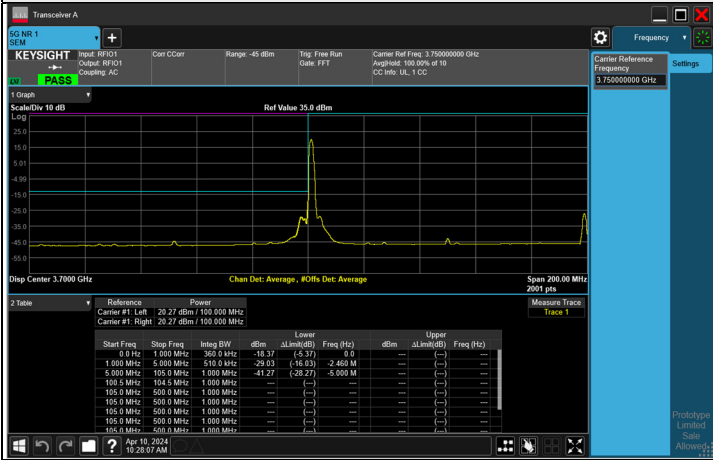 Transceiver A
5G NR 1
SEM
Frequency
KEYSIGHT
PASS
Input: RFIO1
Output: RFIO1
Coupling: AC
Corr CCorr
Range: -45 dBm
Trig: Free Run
Gate: FFT
Carrier Ref Freq: 3.750000000 GHz
Avg|Hold: 100.00% of 10
CC Info: UL, 1 CC
Carrier Reference
Frequency
3.750000000 GHz
Settings
1 Graph
Scale/Div 10 dB
Ref Value 35.0 dBm
Log
25.0
15.0
5.01
-4.99
-15.0
-25.0
-35.0
-45.0
-55.0
Disp Center 3.7000 GHz
Chan Det: Average , #Offs Det: Average
Span 200.00 MHz
2001 pts
2 Table
Reference Power
Carrier #1: Left 20.27 dBm / 100.000 MHz
Carrier #1: Right 20.27 dBm / 100.000 MHz
Measure Trace
Trace 1
Lower Upper
Start Freq Stop Freq Integ BW dBm ΔLimit(dB) Freq (Hz) dBm ΔLimit(dB) Freq (Hz)
0.0 Hz 1.000 MHz 360.0 kHz -18.37 (-5.37) 0.0 --- (---) ---
1.000 MHz 5.000 MHz 510.0 kHz -29.03 (-16.03) -2.460 M --- (---) ---
5.000 MHz 105.0 MHz 1.000 MHz -41.27 (-28.27) -5.000 M --- (---) ---
100.5 MHz 104.5 MHz 1.000 MHz --- (---) --- --- (---) ---
105.0 MHz 500.0 MHz 1.000 MHz --- (---) --- --- (---) ---
105.0 MHz 500.0 MHz 1.000 MHz --- (---) --- --- (---) ---
105.0 MHz 500.0 MHz 1.000 MHz --- (---) --- --- (---) ---
105.0 MHz 500.0 MHz 1.000 MHz --- (---) --- --- (---) ---
105.0 MHz 500.0 MHz 1.000 MHz --- (---) --- --- (---) ---
Prototype
Limited
Sale
Allowed
Apr 10, 2024
10:28:07 AM